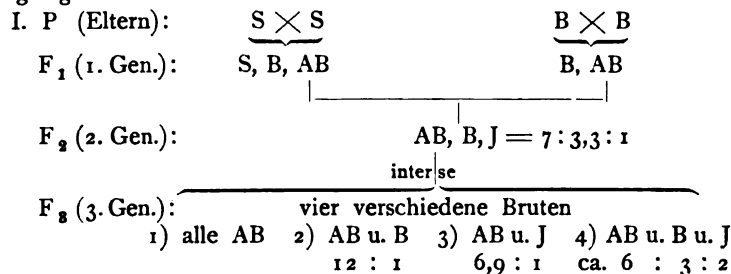 I. P (Eltern): S × S B × B
F₁ (1. Gen.): S, B, AB B, AB
F₂ (2. Gen.): AB, B, J = 7 : 3,3 : 1
inter se
F₃ (3. Gen.): vier verschiedene Bruten
1) alle AB 2) AB u. B 3) AB u. J 4) AB u. B u. J
12 : 1 6,9 : 1 ca. 6 : 3 : 2